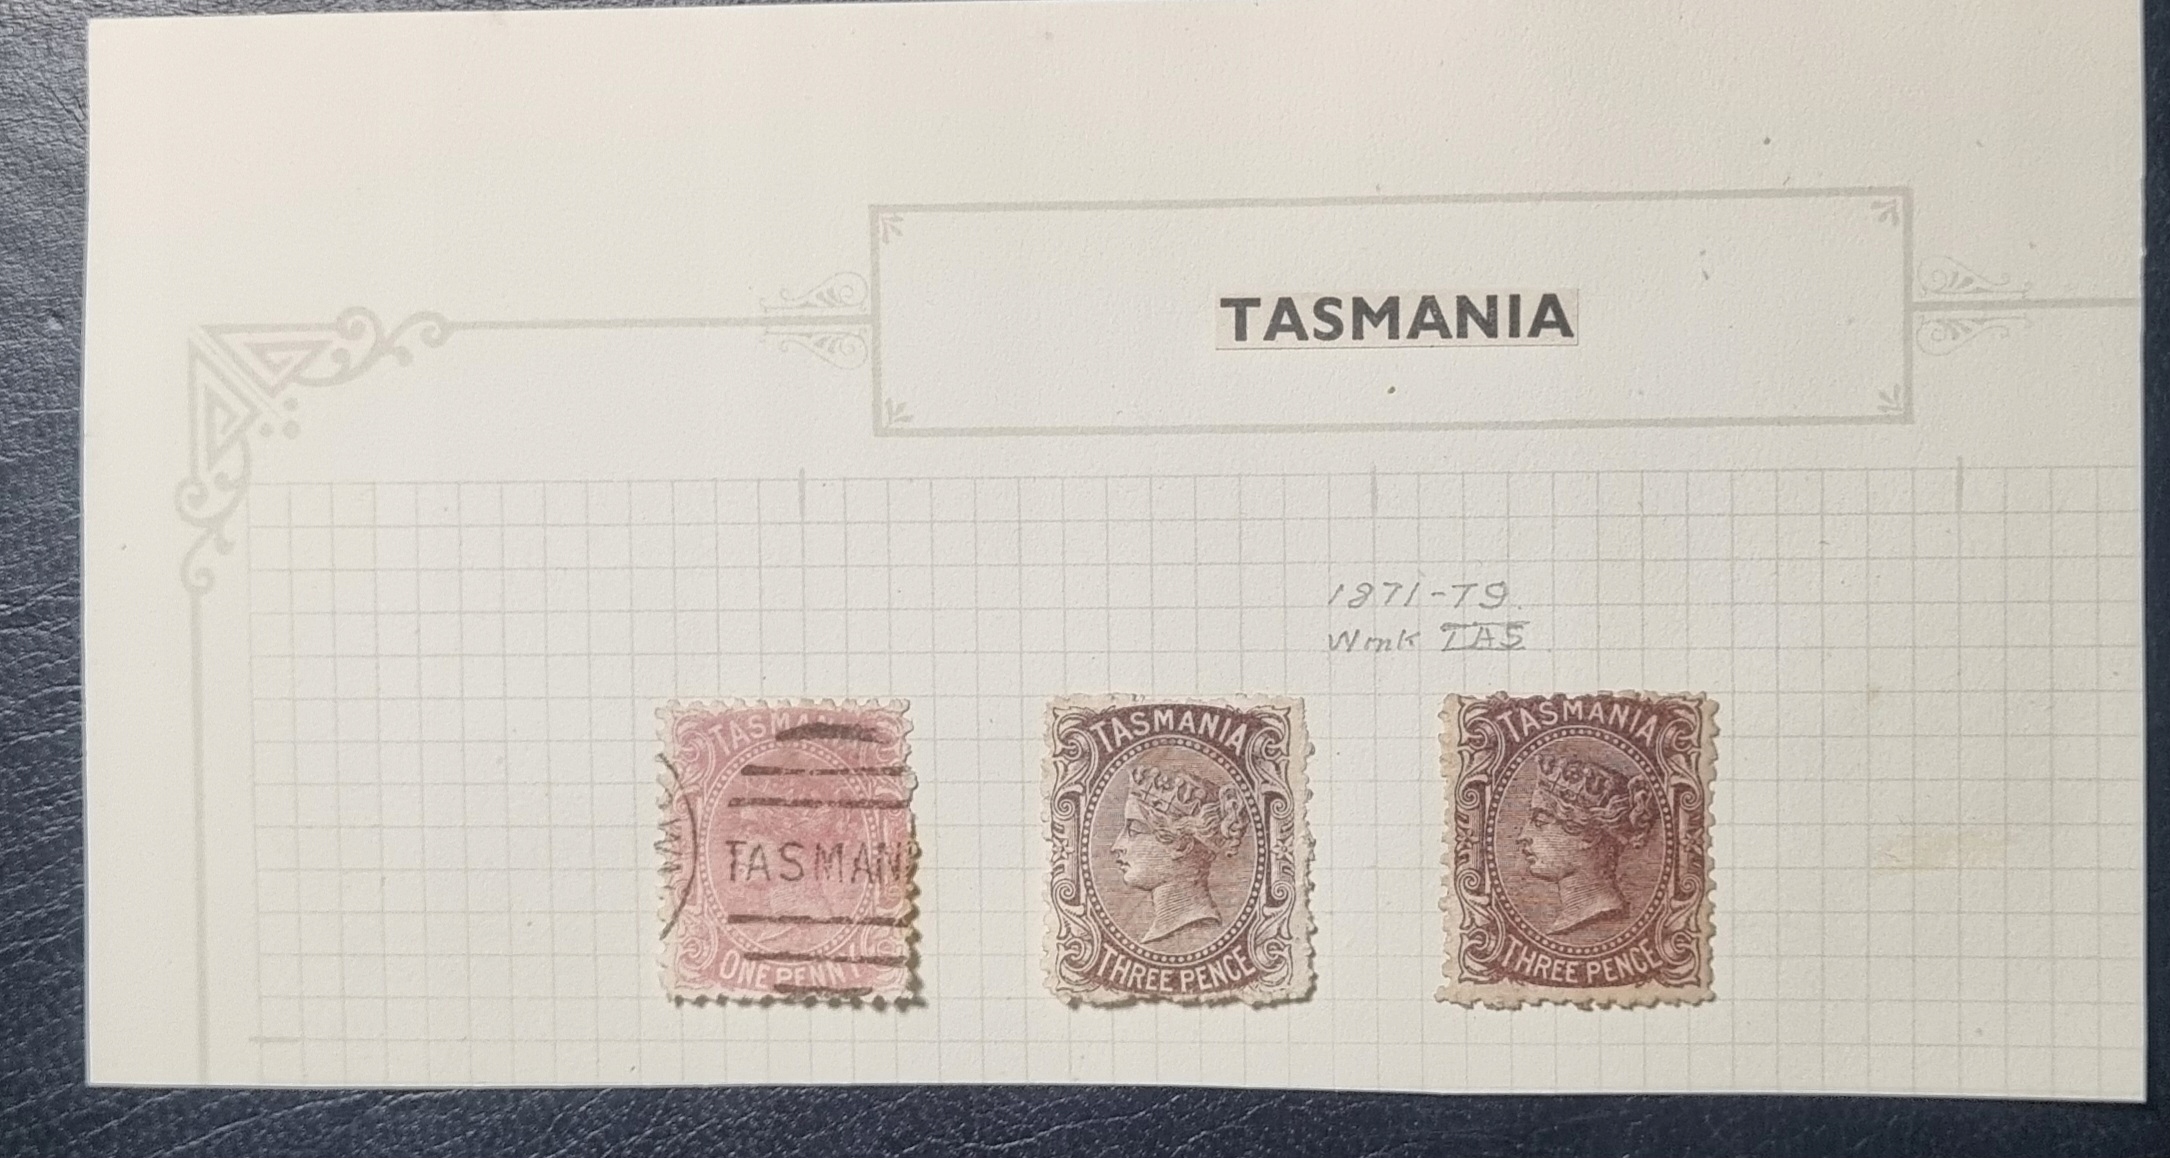 TASMANIA
1871-79.
Wmk TAS
TASMANIA
TASMAN
ONE PENNY
TASMANIA
THREE PENCE
TASMANIA
THREE PENCE